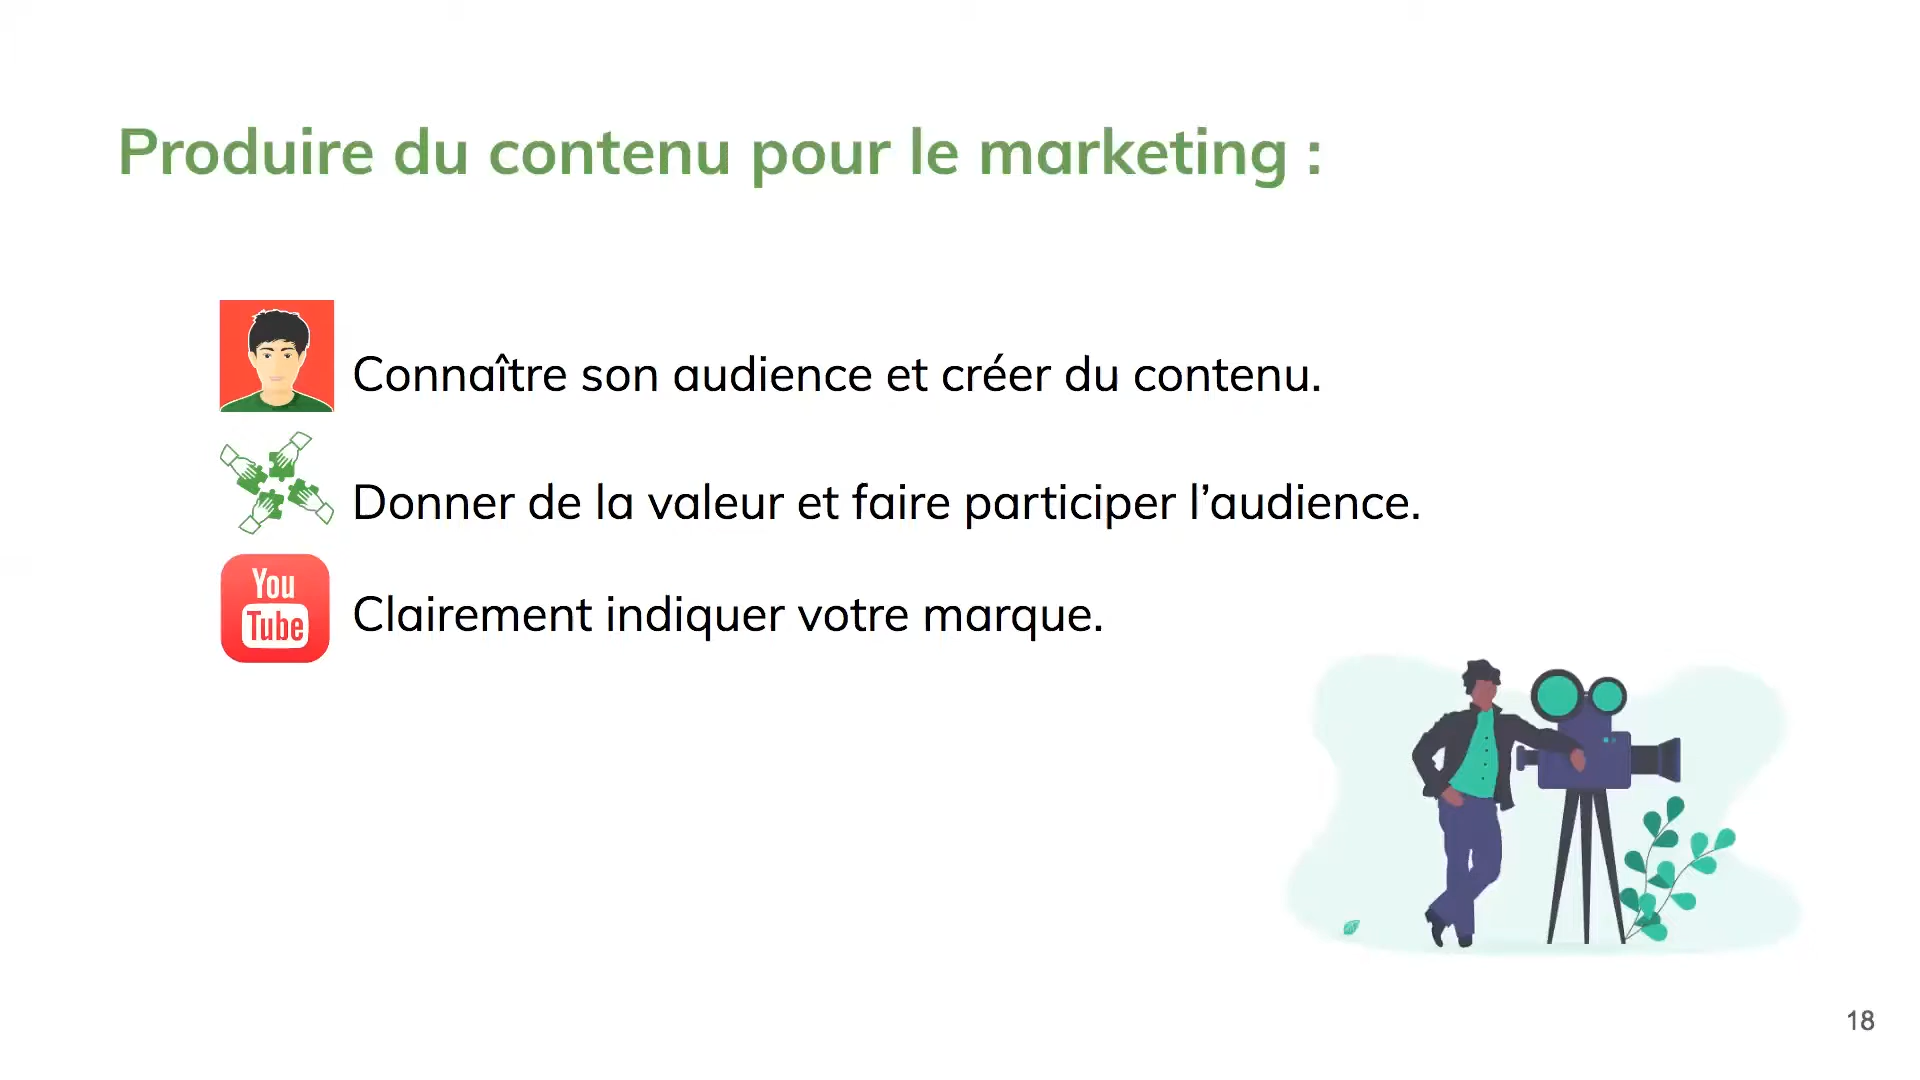 Produire du contenu pour le marketing :
Connaître son audience et créer du contenu.
Donner de la valeur et faire participer l’audience.
You
Tube
Clairement indiquer votre marque.
18